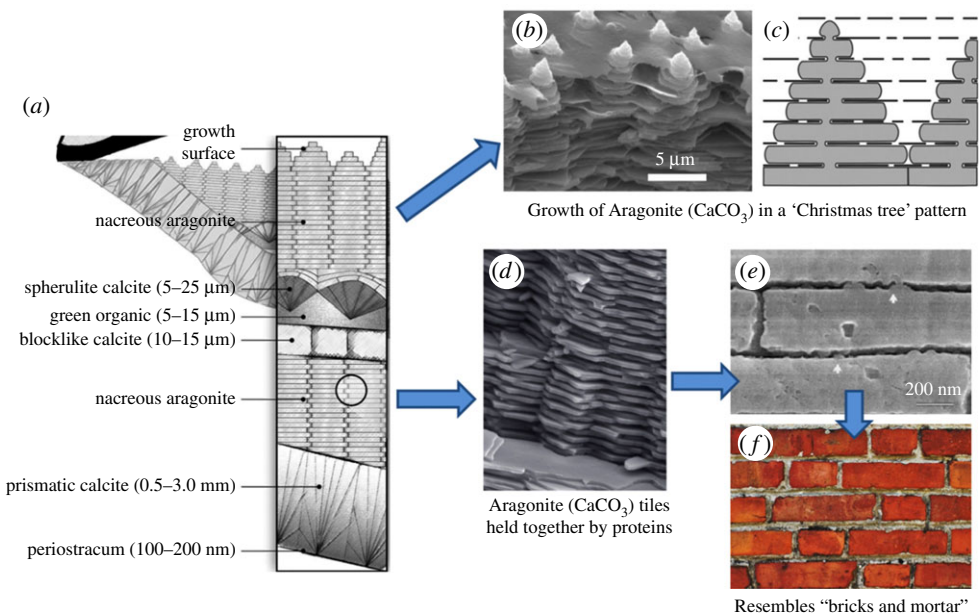 (a)
growth
surface
nacreous aragonite
spherulite calcite (5–25 μm)
green organic (5–15 μm)
blocklike calcite (10–15 μm)
nacreous aragonite
prismatic calcite (0.5–3.0 mm)
periostracum (100–200 nm)
(b)
5 μm
(c)
Growth of Aragonite (CaCO₃) in a ‘Christmas tree’ pattern
(d)
Aragonite (CaCO₃) tiles
held together by proteins
(e)
200 nm
(f)
Resembles “bricks and mortar”